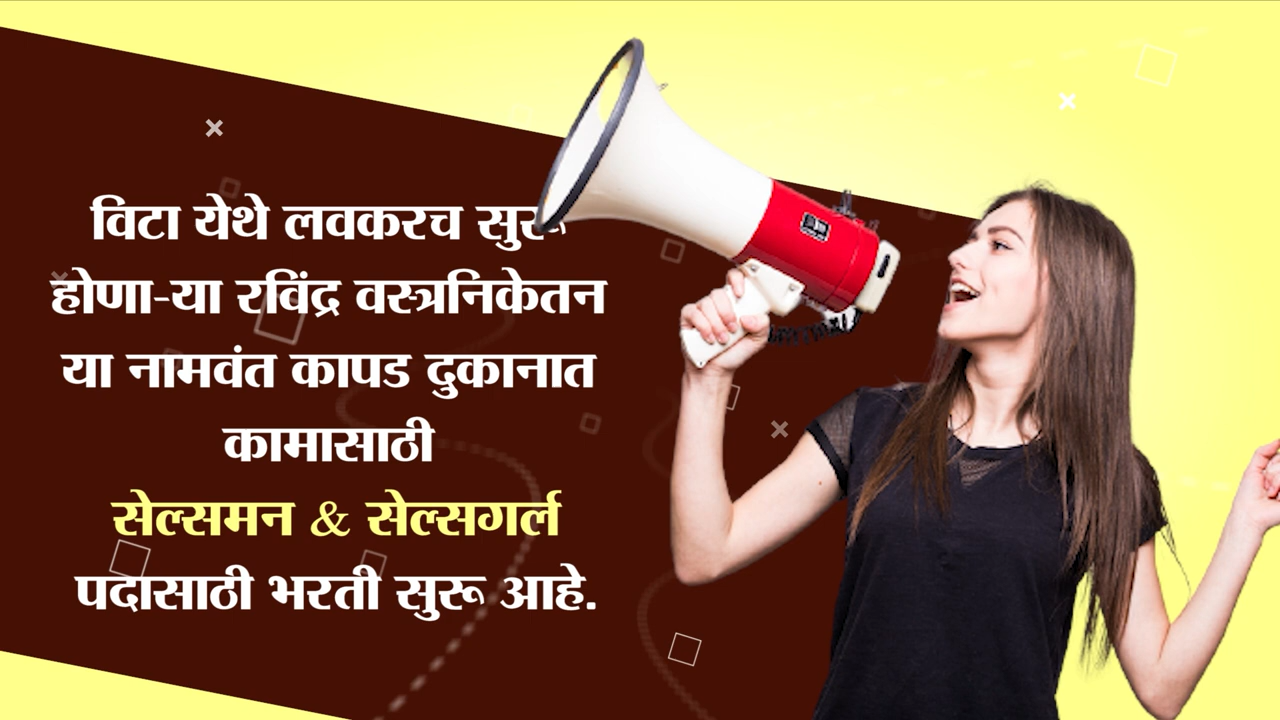 विटा येथे लवकरच सुरू
होणा-या रविंद्र वस्त्रनिकेतन
या नामवंत कापड दुकानात
कामासाठी
सेल्समन & सेल्सगर्ल
पदासाठी भरती सुरू आहे.